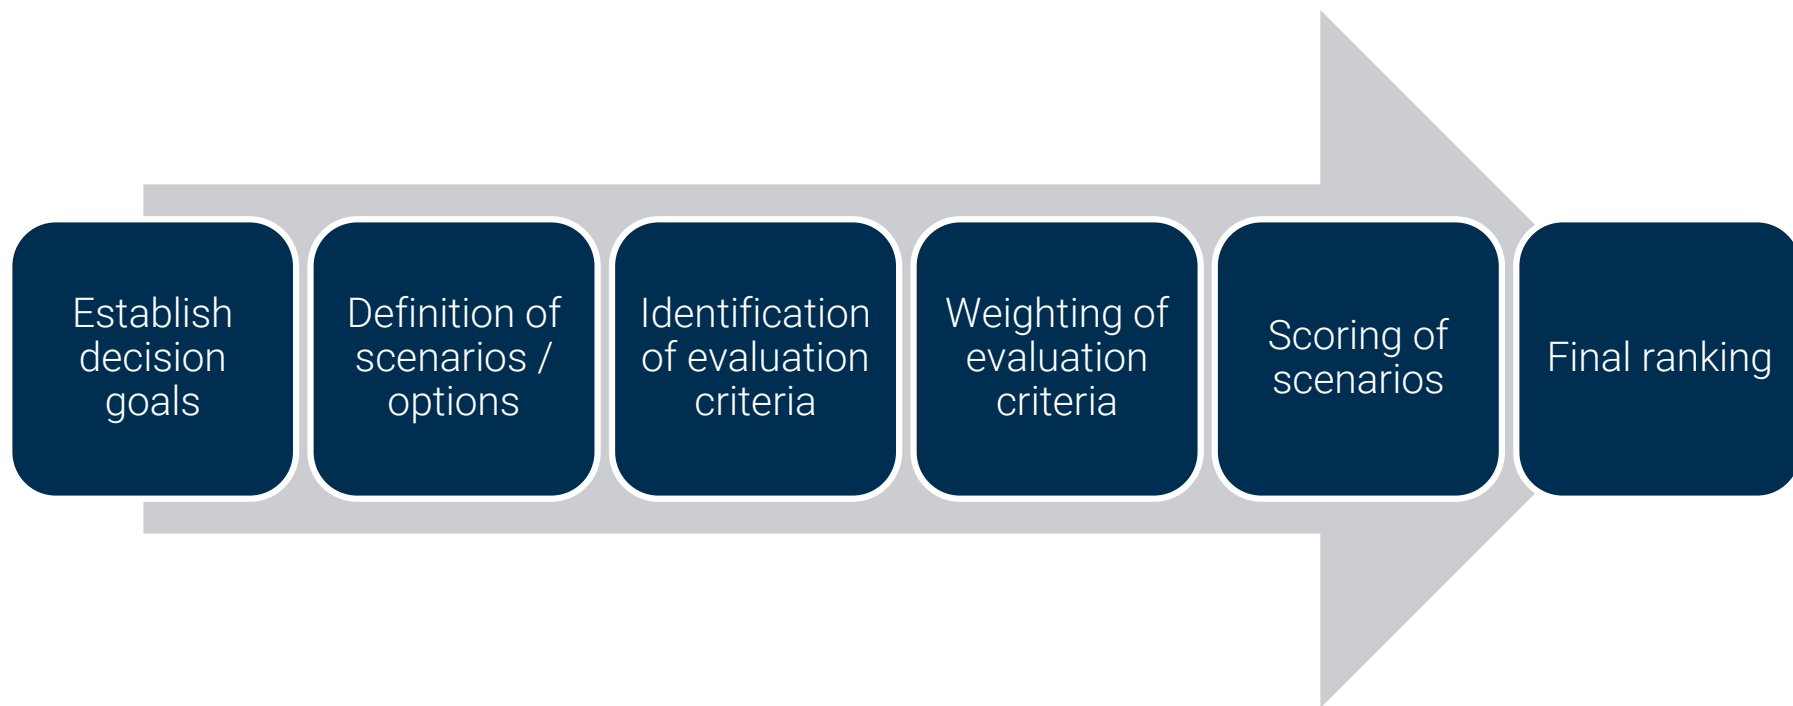 Establish
decision
goals
Definition of
scenarios /
options
Identification
of evaluation
criteria
Weighting of
evaluation
criteria
Scoring of
scenarios
Final ranking